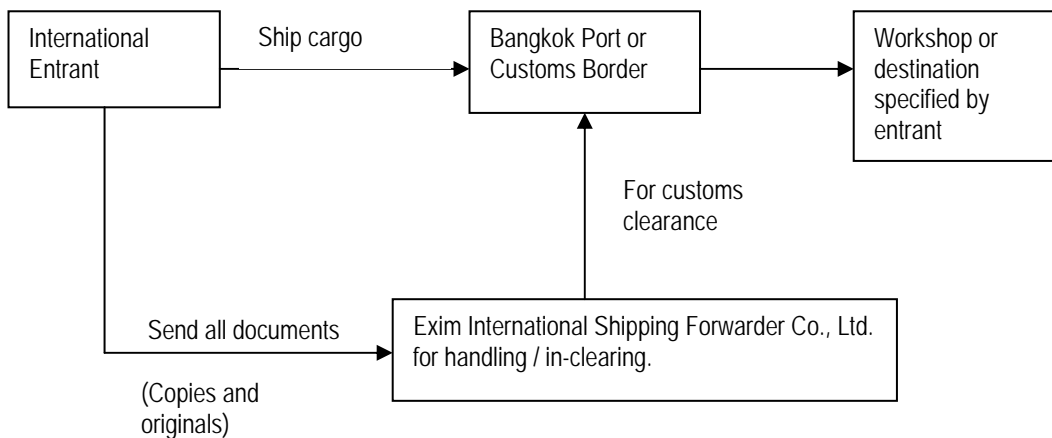 International
Entrant
Ship cargo
Bangkok Port or
Customs Border
Workshop or
destination
specified by
entrant
For customs
clearance
Send all documents
(Copies and
originals)
Exim International Shipping Forwarder Co., Ltd.
for handling / in-clearing.